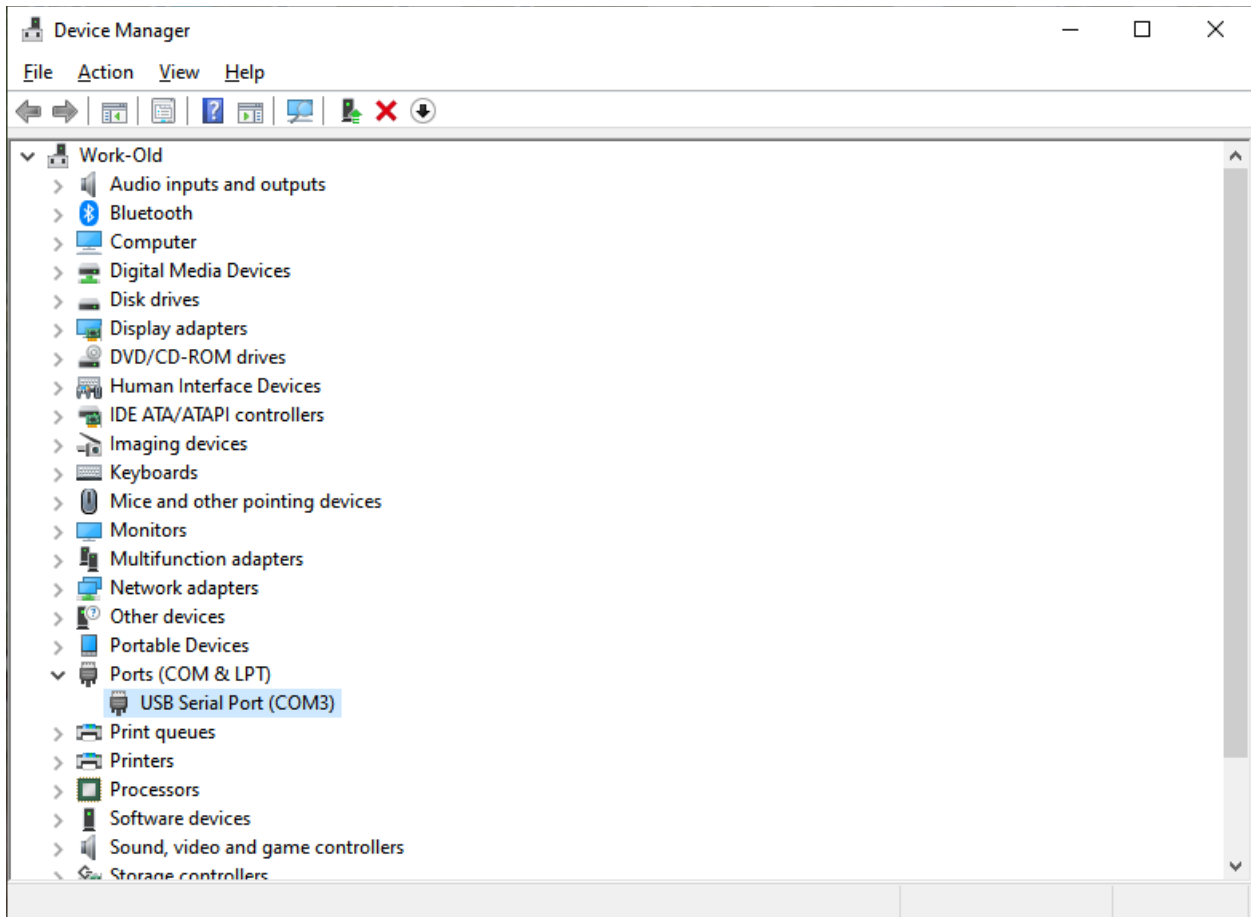 Device Manager
File Action View Help
Work-Old
Audio inputs and outputs
Bluetooth
Computer
Digital Media Devices
Disk drives
Display adapters
DVD/CD-ROM drives
Human Interface Devices
IDE ATA/ATAPI controllers
Imaging devices
Keyboards
Mice and other pointing devices
Monitors
Multifunction adapters
Network adapters
Other devices
Portable Devices
Ports (COM & LPT)
USB Serial Port (COM3)
Print queues
Printers
Processors
Software devices
Sound, video and game controllers
Storage controllers